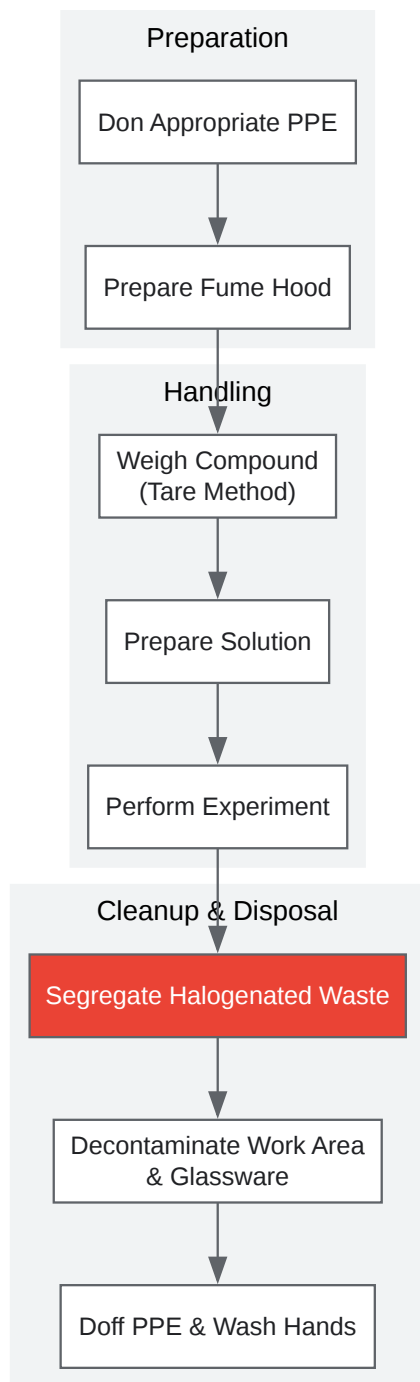 Preparation
Don Appropriate PPE
Prepare Fume Hood
Handling
Weigh Compound
(Tare Method)
Prepare Solution
Perform Experiment
Cleanup & Disposal
Segregate Halogenated Waste
Decontaminate Work Area
& Glassware
Doff PPE & Wash Hands